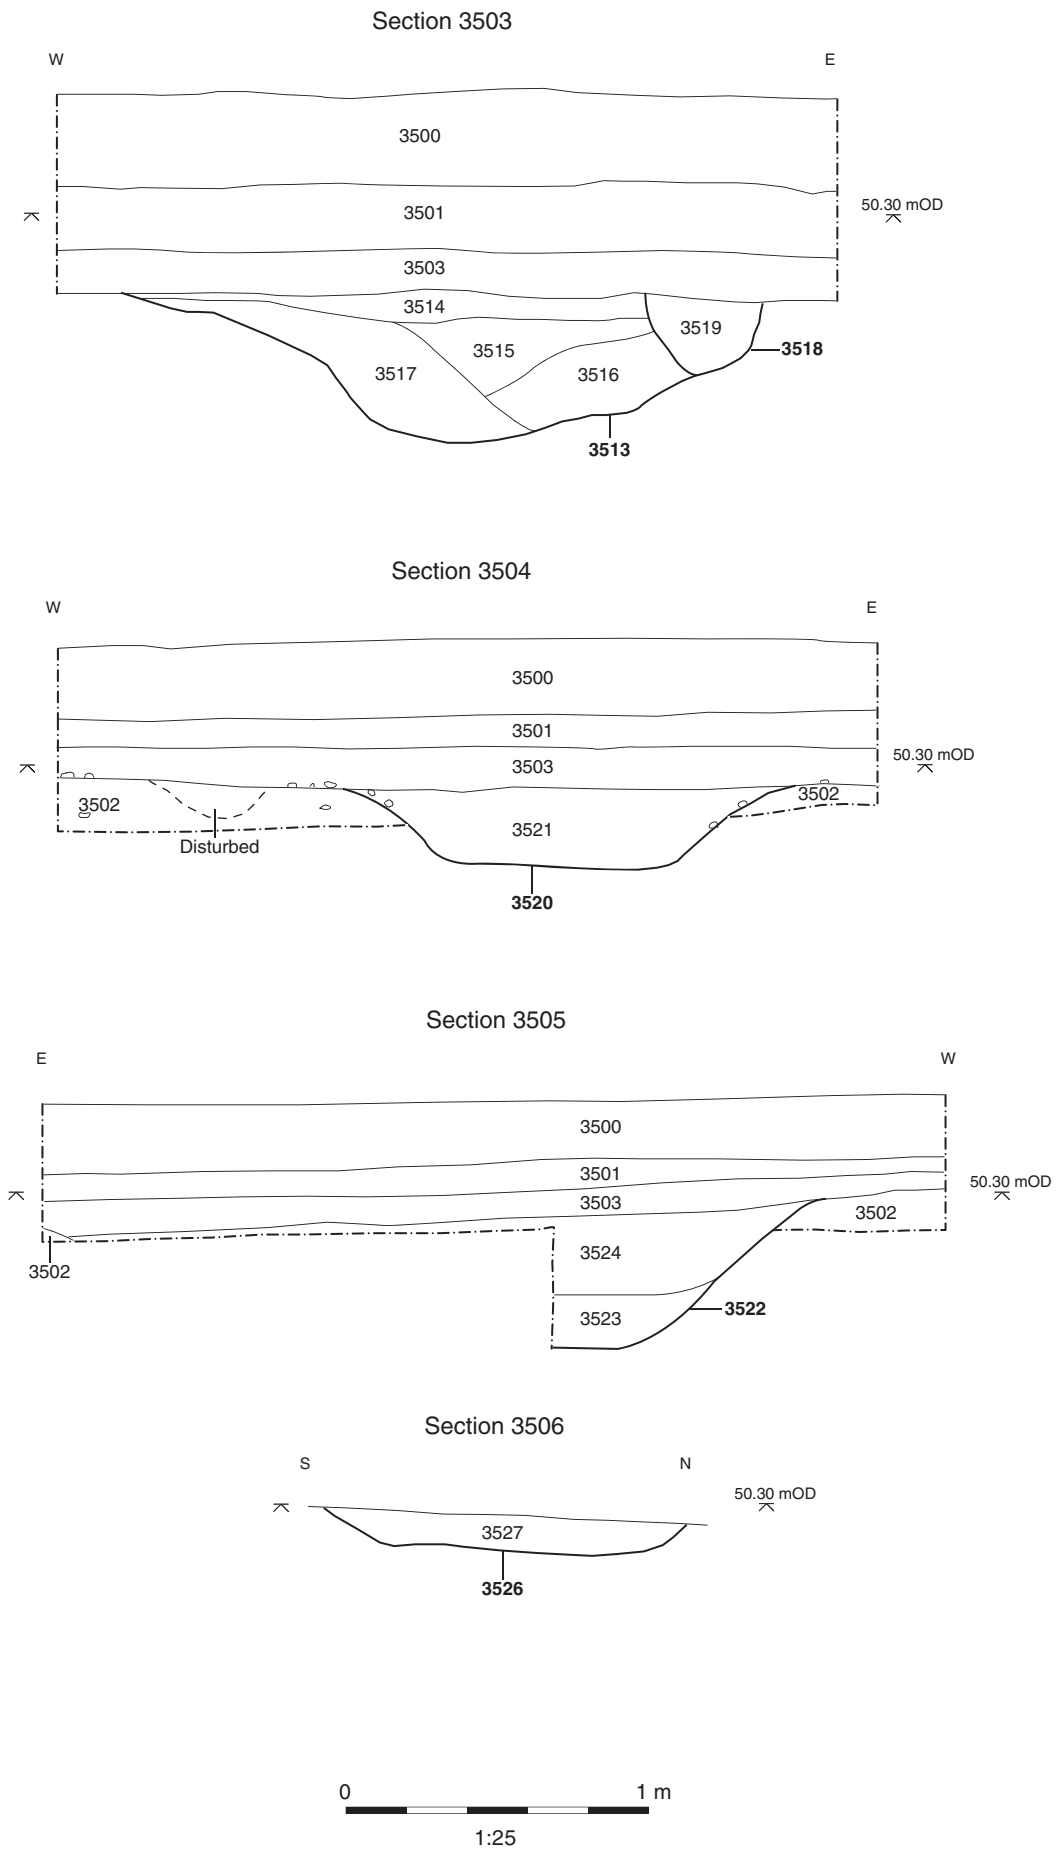 Section 3503
W E
3500
3501
50.30 mOD
3503
3514
3519
3515
3518
3517
3516
3513
Section 3504
W E
3500
3501
50.30 mOD
3503
3502
3502
3521
Disturbed
3520
Section 3505
E W
3500
3501
50.30 mOD
3503
3502
3524
3502
3522
3523
Section 3506
S N
50.30 mOD
3527
3526
0 1 m
1:25